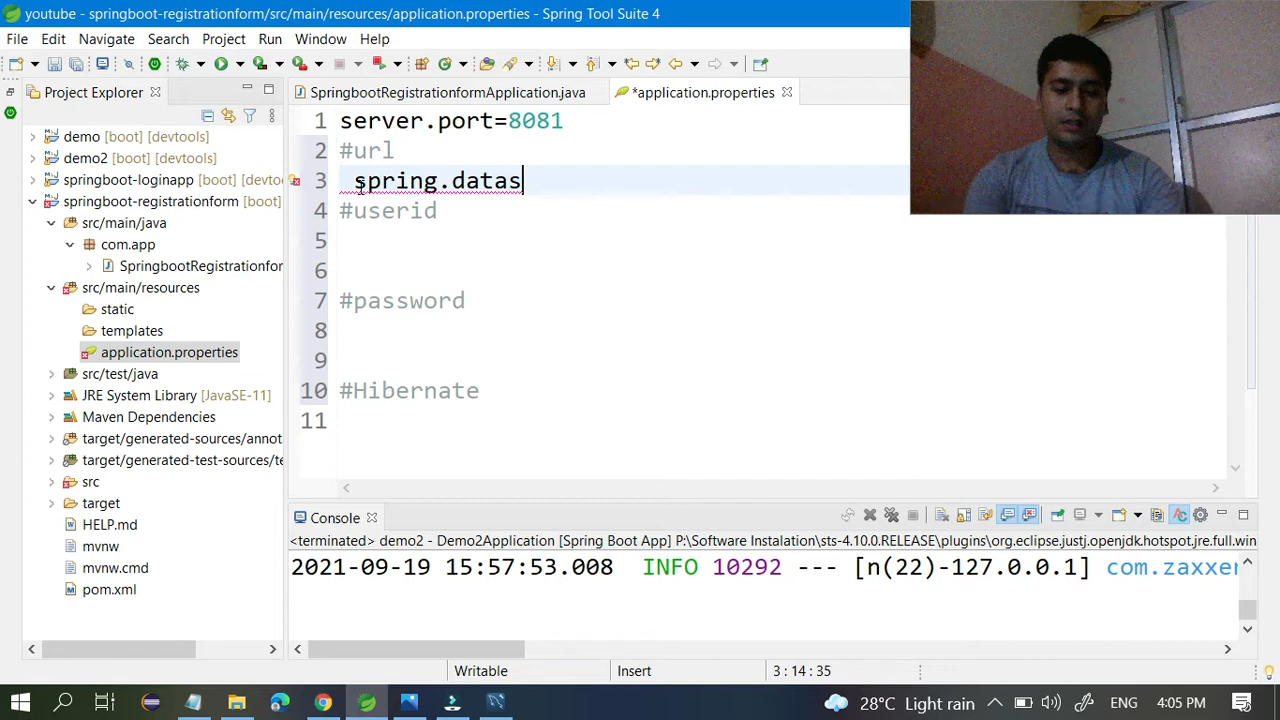 youtube - springboot-registrationform/src/main/resources/application.properties - Spring Tool Suite 4
File Edit Navigate Search Project Run Window Help
Project Explorer
SpringbootRegistrationformApplication.java
*application.properties
demo [boot] [devtools]
demo2 [boot] [devtools]
springboot-loginapp [boot] [devto
springboot-registrationform [boot]
src/main/java
com.app
SpringbootRegistrationfor
src/main/resources
static
templates
application.properties
src/test/java
JRE System Library [JavaSE-11]
Maven Dependencies
target/generated-sources/annot
target/generated-test-sources/te
src
target
HELP.md
mvnw
mvnw.cmd
pom.xml
1 server.port=8081
2 #url
3 spring.datas
4 #userid
5
6
7 #password
8
9
10 #Hibernate
11
Console
<terminated> demo2 - Demo2Application [Spring Boot App] P:\Software Instalation\sts-4.10.0.RELEASE\plugins\org.eclipse.justj.openjdk.hotspot.jre.full.win
2021-09-19 15:57:53.008 INFO 10292 --- [n(22)-127.0.0.1] com.zaxxer
Writable Insert 3 : 14 : 35
28°C Light rain ENG 4:05 PM